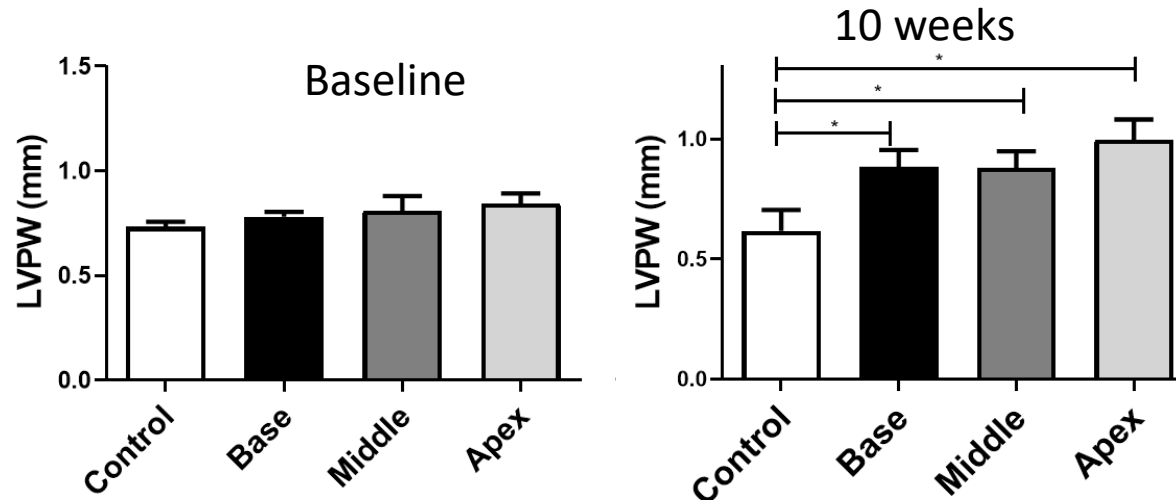 Baseline
LVPW (mm)
1.5
1.0
0.5
0.0
Control
Base
Middle
Apex
10 weeks
LVPW (mm)
1.0
0.5
0.0
*
*
*
Control
Base
Middle
Apex